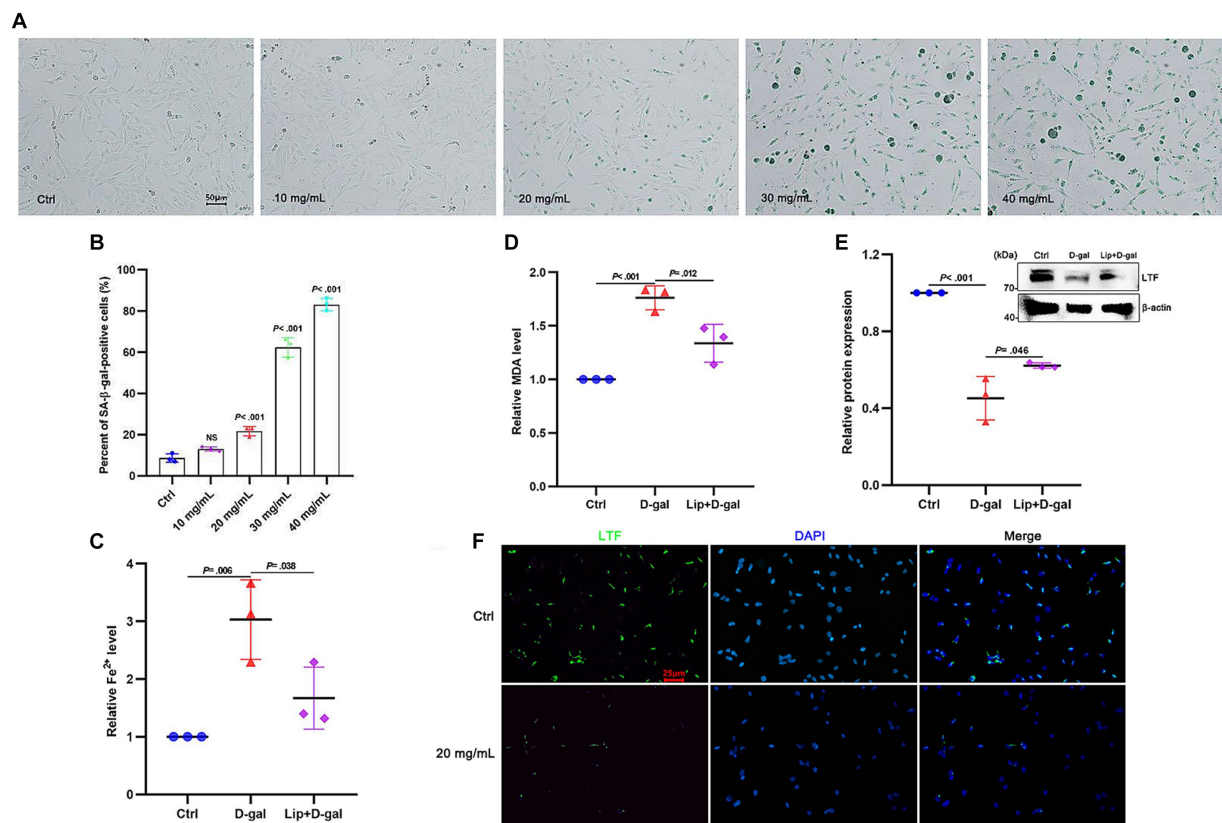 A
Ctrl
50μm
10 mg/mL
20 mg/mL
30 mg/mL
40 mg/mL
B
Percent of SA-β-gal-positive cells (%)
100
80
60
40
20
0
NS
P< .001
P< .001
P< .001
Ctrl
10 mg/mL
20 mg/mL
30 mg/mL
40 mg/mL
D
Relative MDA level
2.0
1.5
1.0
0.5
0.0
P< .001
P= .012
Ctrl
D-gal
Lip+D-gal
E
Relative protein expression
1.2
0.8
0.4
0.0
P< .001
P= .046
(kDa)
Ctrl
D-gal
Lip+D-gal
70
LTF
40
β-actin
Ctrl
D-gal
Lip+D-gal
C
Relative Fe²⁺ level
4
3
2
1
0
P= .006
P= .038
Ctrl
D-gal
Lip+D-gal
F
LTF
DAPI
Merge
Ctrl
25μm
20 mg/mL